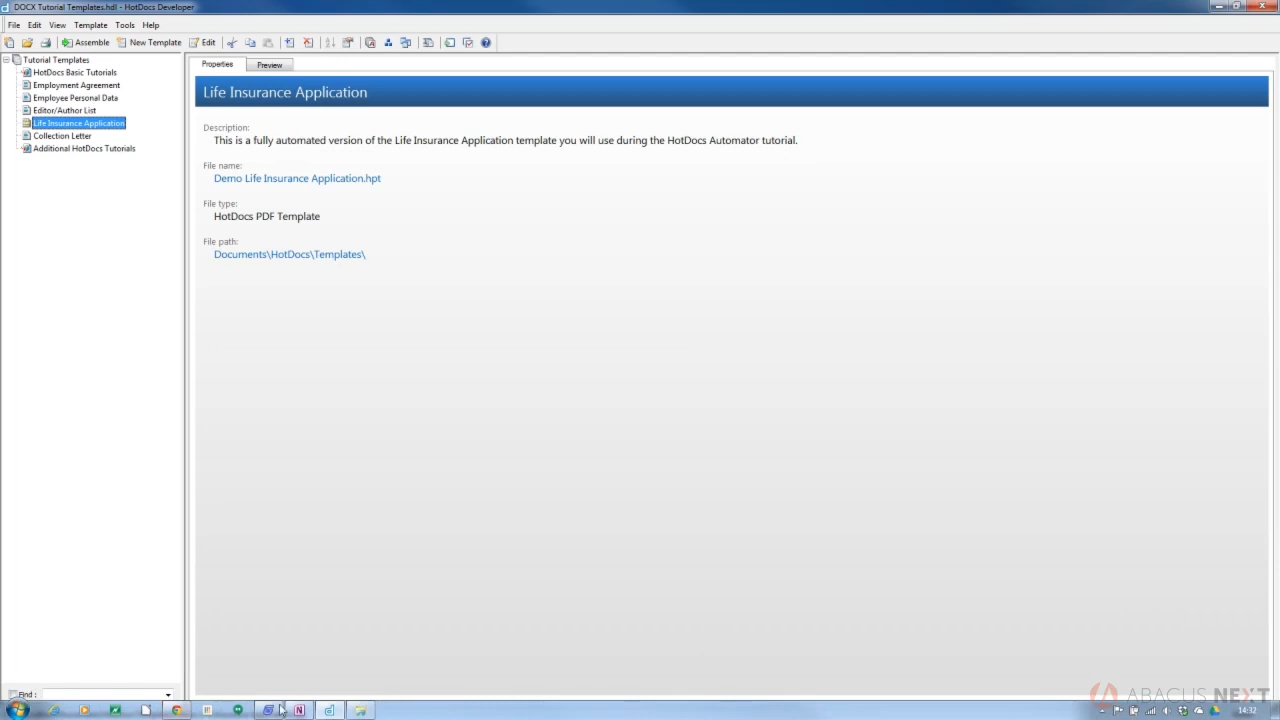 DOCX Tutorial Templates.hdl - HotDocs Developer
File Edit View Template Tools Help
Assemble New Template Edit
Tutorial Templates
HotDocs Basic Tutorials
Employment Agreement
Employee Personal Data
Editor/Author List
Life Insurance Application
Collection Letter
Additional HotDocs Tutorials
Find :
Properties Preview
Life Insurance Application
Description:
This is a fully automated version of the Life Insurance Application template you will use during the HotDocs Automator tutorial.
File name:
Demo Life Insurance Application.hpt
File type:
HotDocs PDF Template
File path:
Documents\HotDocs\Templates\
ABACUS NEXT
14:32